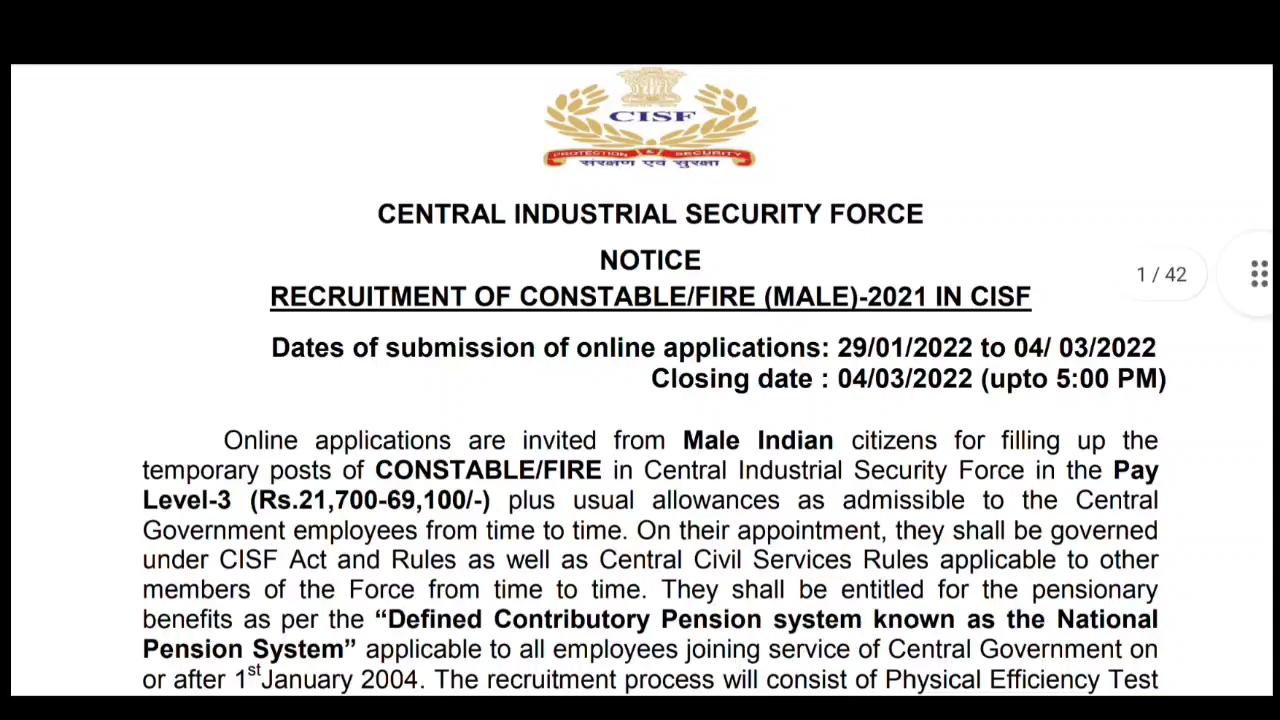 CISF
PROTECTION & SECURITY
संरक्षण एवं सुरक्षा
CENTRAL INDUSTRIAL SECURITY FORCE
NOTICE
RECRUITMENT OF CONSTABLE/FIRE (MALE)-2021 IN CISF
1 / 42
Dates of submission of online applications: 29/01/2022 to 04/ 03/2022
Closing date : 04/03/2022 (upto 5:00 PM)
Online applications are invited from Male Indian citizens for filling up the
temporary posts of CONSTABLE/FIRE in Central Industrial Security Force in the Pay
Level-3 (Rs.21,700-69,100/-) plus usual allowances as admissible to the Central
Government employees from time to time. On their appointment, they shall be governed
under CISF Act and Rules as well as Central Civil Services Rules applicable to other
members of the Force from time to time. They shall be entitled for the pensionary
benefits as per the “Defined Contributory Pension system known as the National
Pension System” applicable to all employees joining service of Central Government on
or after 1st January 2004. The recruitment process will consist of Physical Efficiency Test